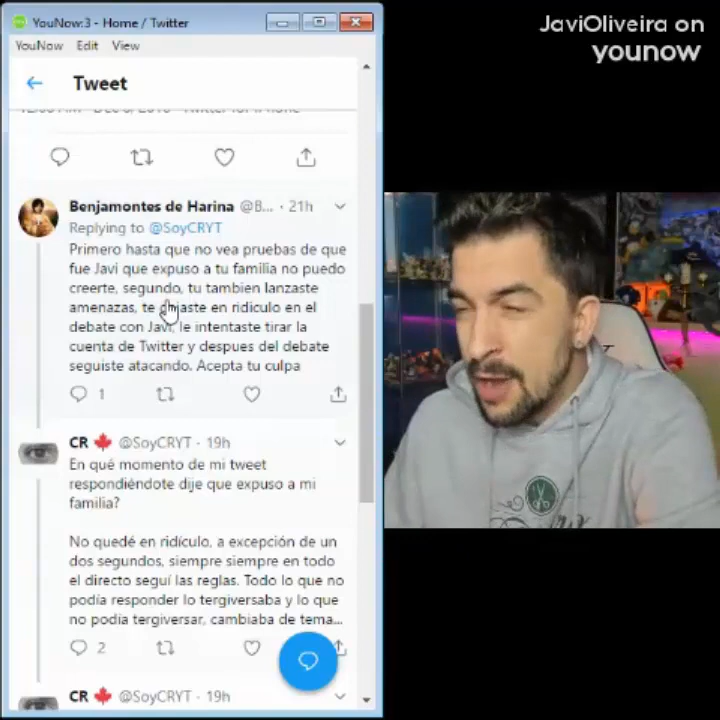 YouNow:3 - Home / Twitter
YouNow Edit View
Tweet
Benjamontes de Harina @B... · 21h
Replying to @SoyCRYT
Primero hasta que no vea pruebas de que
fue Javi que expuso a tu familia no puedo
creerte, segundo, tu tambien lanzaste
amenazas, te dejaste en ridiculo en el
debate con Javi, le intentaste tirar la
cuenta de Twitter y despues del debate
seguiste atacando. Acepta tu culpa
1
CR 🍁 @SoyCRYT · 19h
En qué momento de mi tweet
respondiéndote dije que expuso a mi
familia?
No quedé en ridículo, a excepción de un
dos segundos, siempre siempre en todo
el directo seguí las reglas. Todo lo que no
podía responder lo tergiversaba y lo que
no podía tergiversar, cambiaba de tema...
2
CR 🍁 @SoyCRYT · 19h
JaviOliveira on
younow